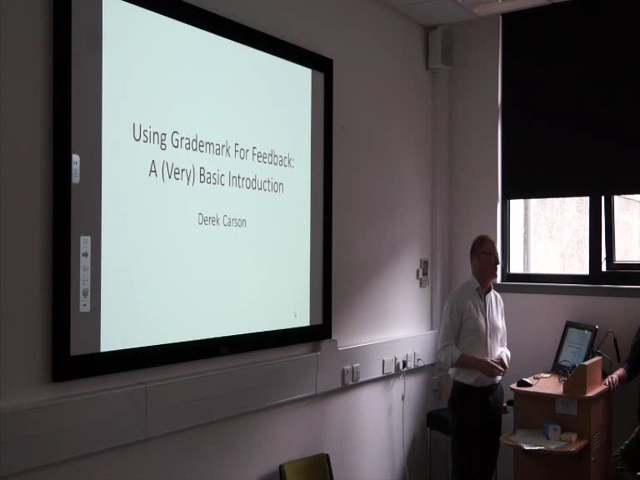 Using Grademark For Feedback:
A (Very) Basic Introduction
Derek Carson